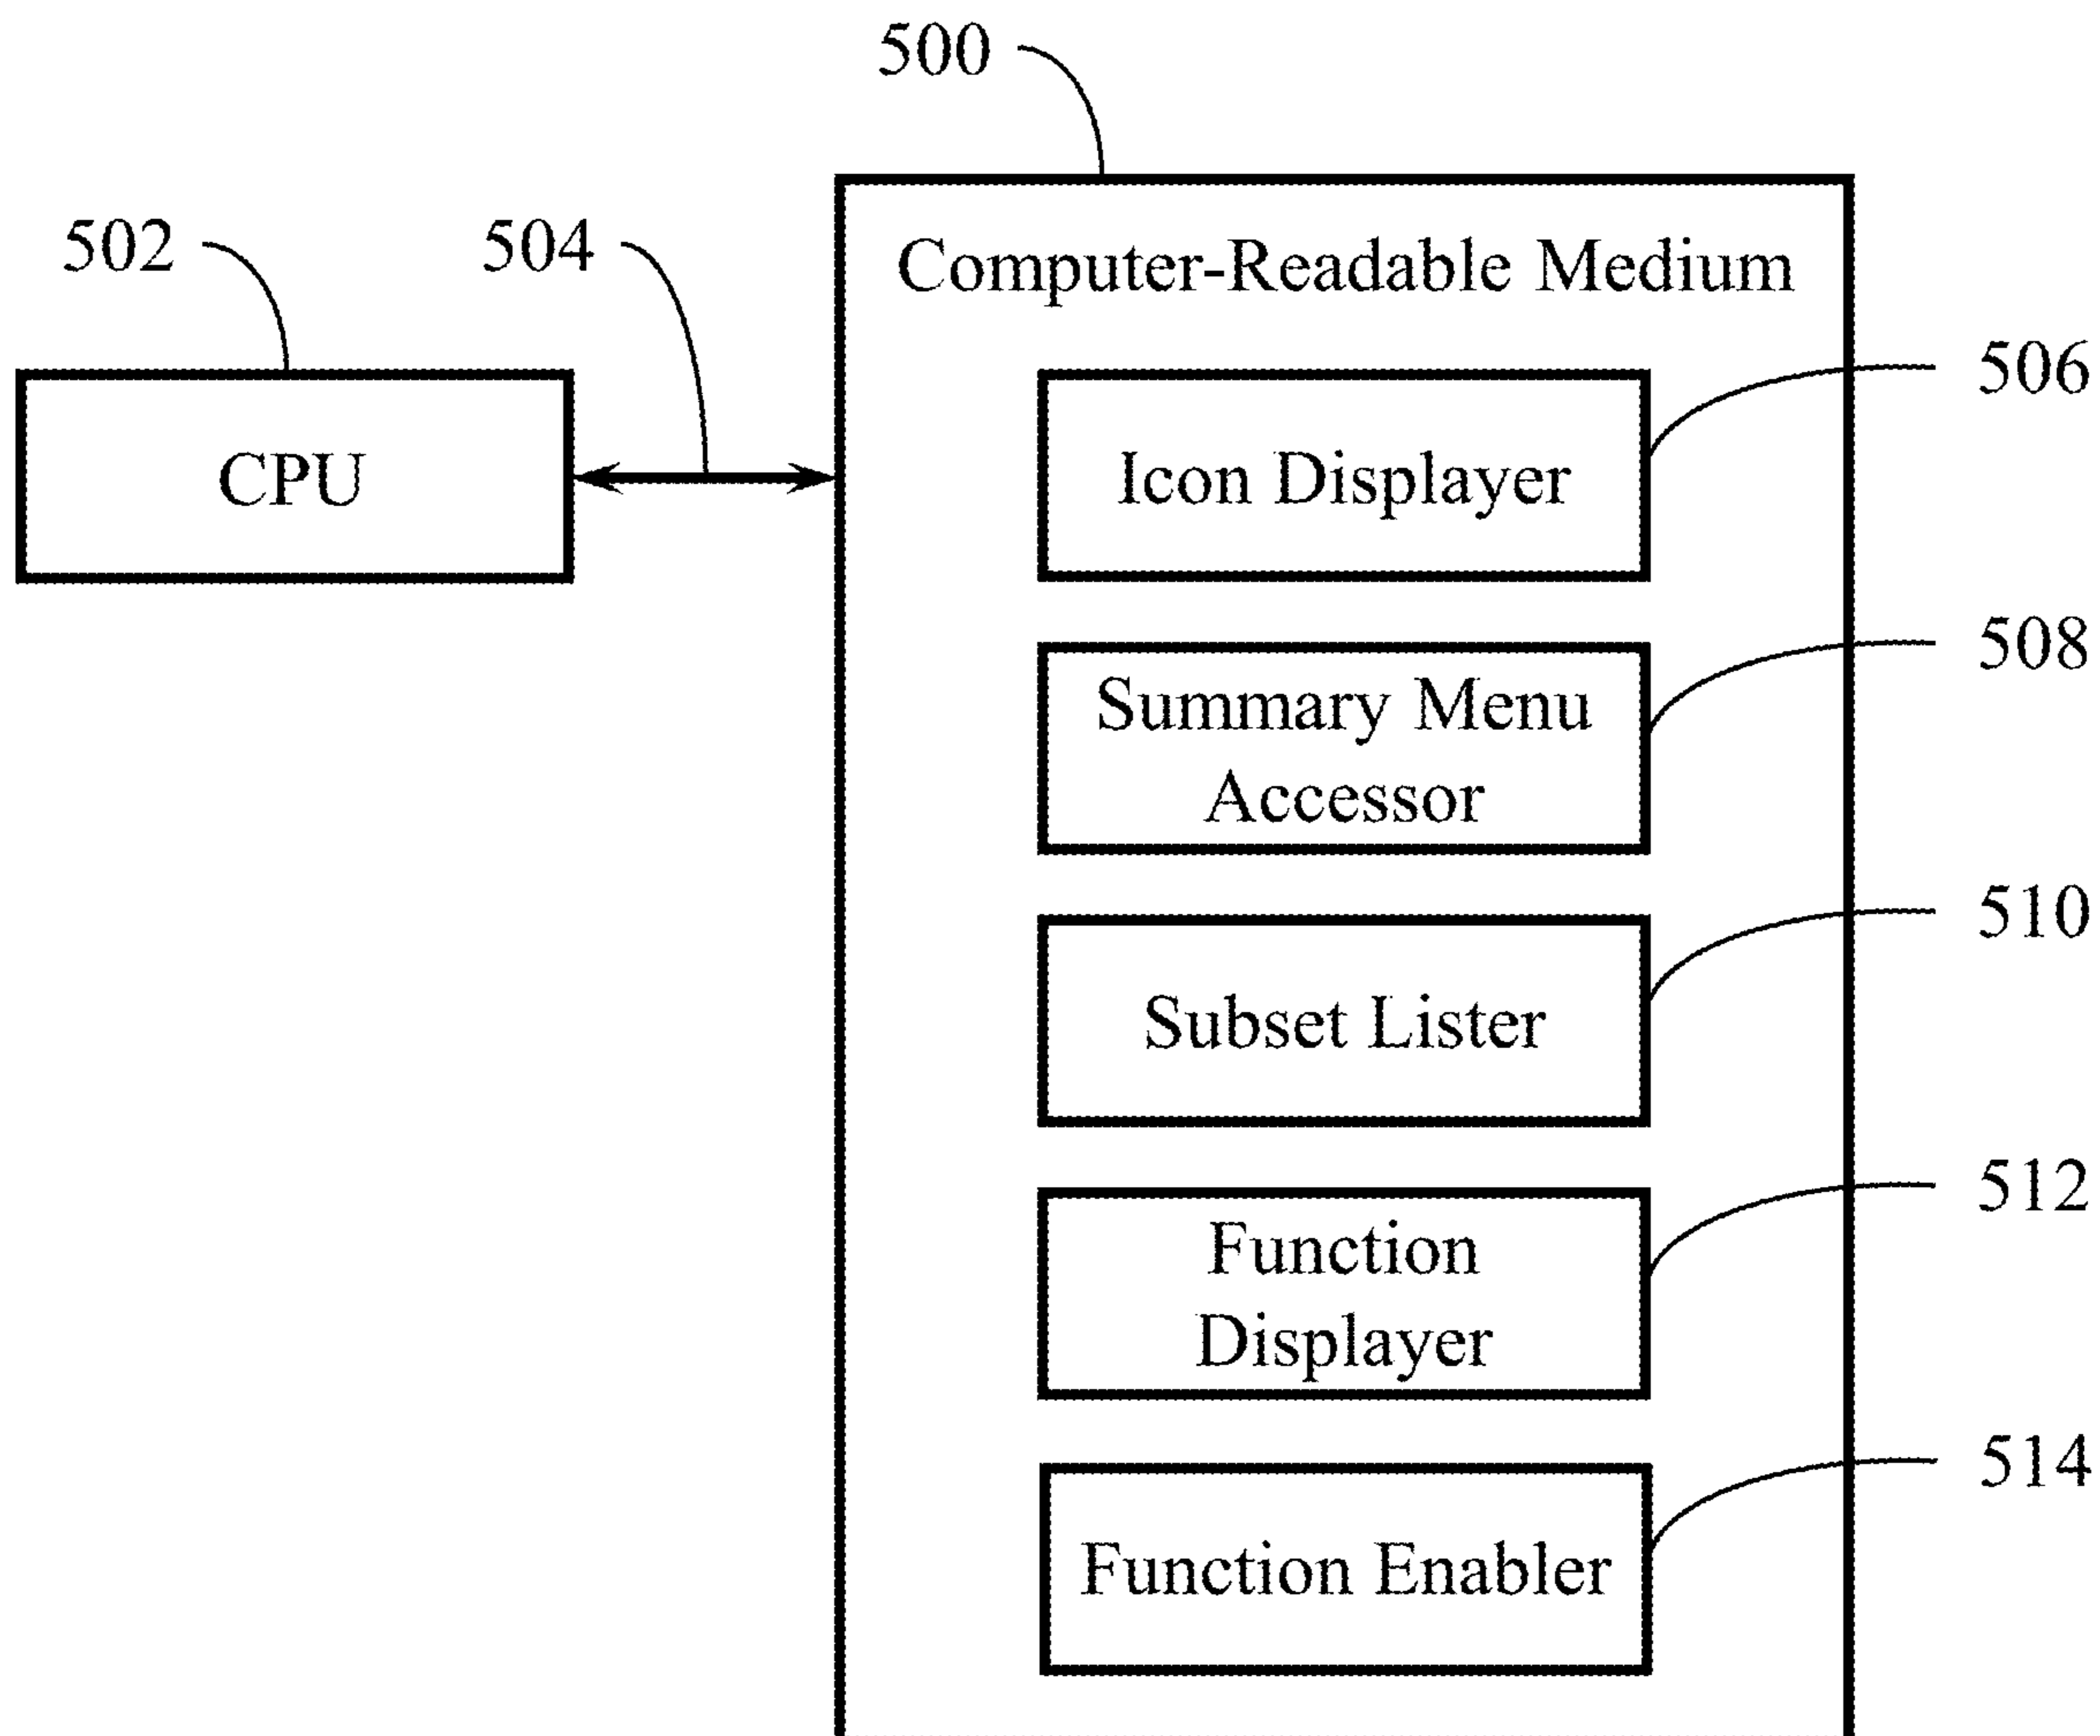 500
502
504
Computer-Readable Medium
506
CPU
Icon Displayer
508
Summary Menu
Accessor
510
Subset Lister
512
Function
Displayer
514
Function Enabler